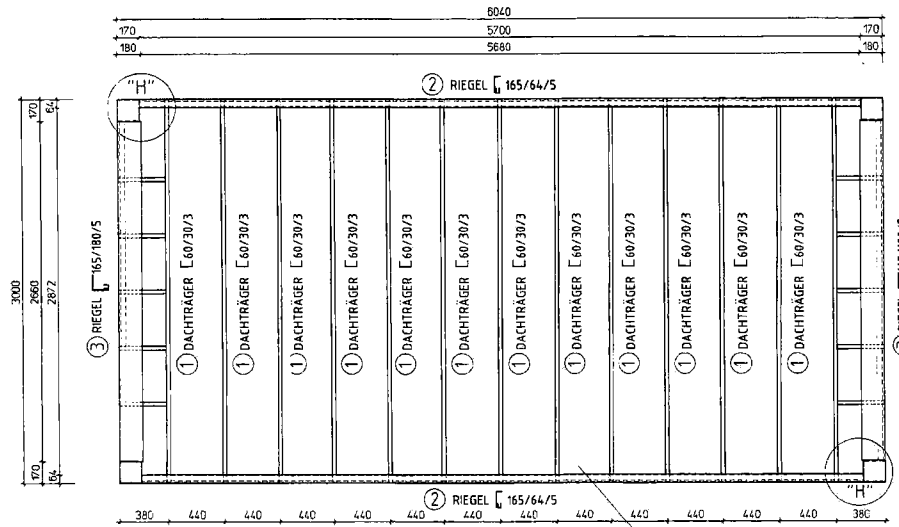 6040
170 5700 170
180 5680 180
"H"
② RIEGEL 165/64/5
170
64
3000
2660
2872
170
64
③ RIEGEL 165/180/5
① DACHTRÄGER 60/30/3
① DACHTRÄGER 60/30/3
① DACHTRÄGER 60/30/3
① DACHTRÄGER 60/30/3
① DACHTRÄGER 60/30/3
① DACHTRÄGER 60/30/3
① DACHTRÄGER 60/30/3
① DACHTRÄGER 60/30/3
① DACHTRÄGER 60/30/3
① DACHTRÄGER 60/30/3
① DACHTRÄGER 60/30/3
① DACHTRÄGER 60/30/3
"H"
② RIEGEL 165/64/5
380 440 440 440 440 440 440 440 440 440 440 440 440 380